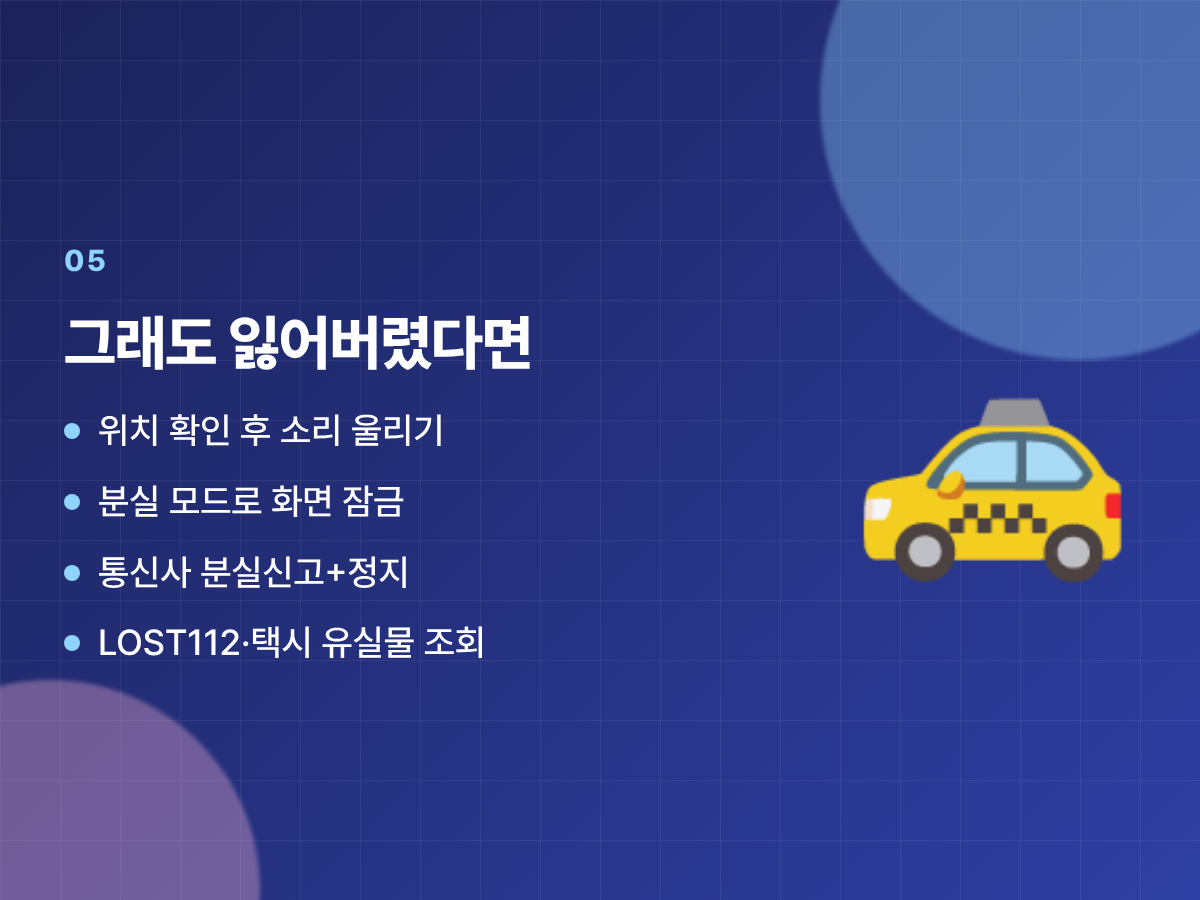 05
그래도 잃어버렸다면
위치 확인 후 소리 울리기
분실 모드로 화면 잠금
통신사 분실신고+정지
LOST112·택시 유실물 조회